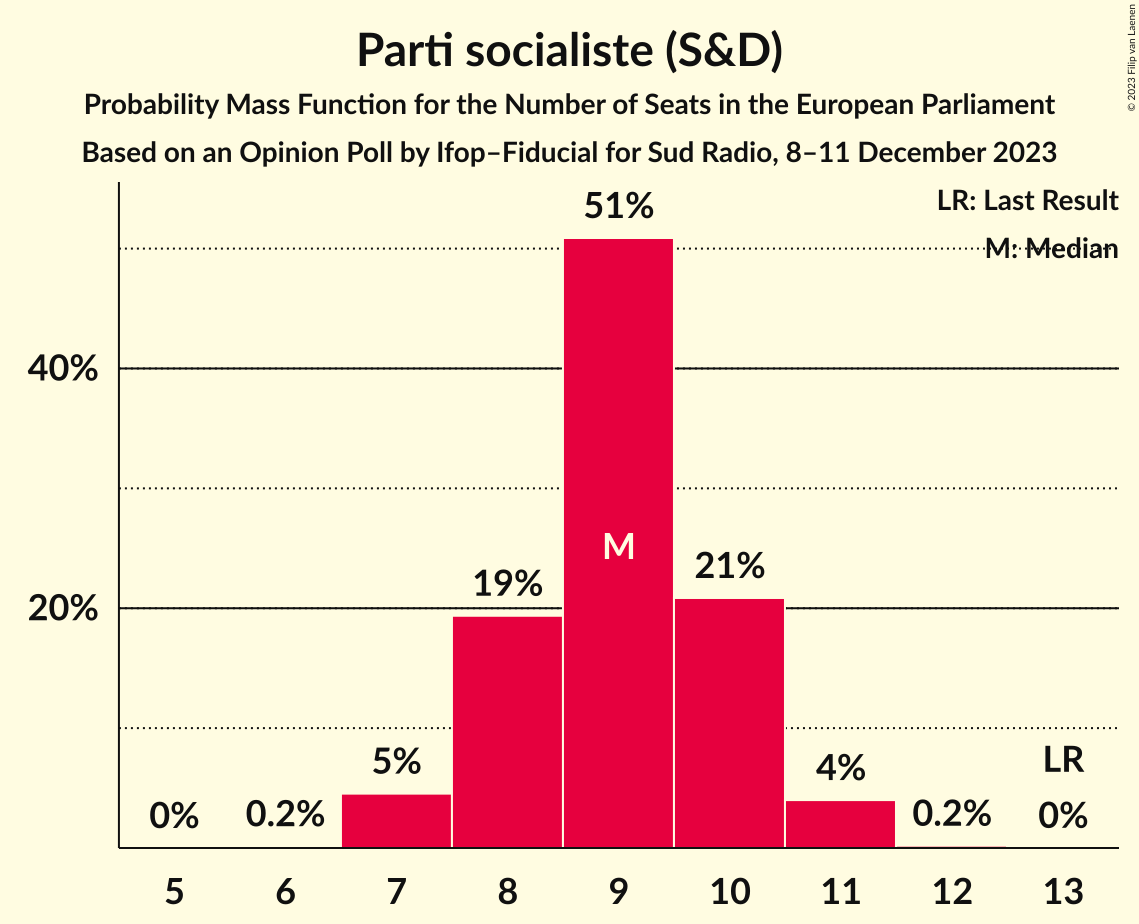 Parti socialiste (S&D)
Probability Mass Function for the Number of Seats in the European Parliament
Based on an Opinion Poll by Ifop–Fiducial for Sud Radio, 8–11 December 2023
© 2023 Filip van Laenen
LR: Last Result
M: Median
51%
40%
M
21%
19%
20%
5%
4%
LR
0%
0.2%
0.2%
0%
5 6 7 8 9 10 11 12 13